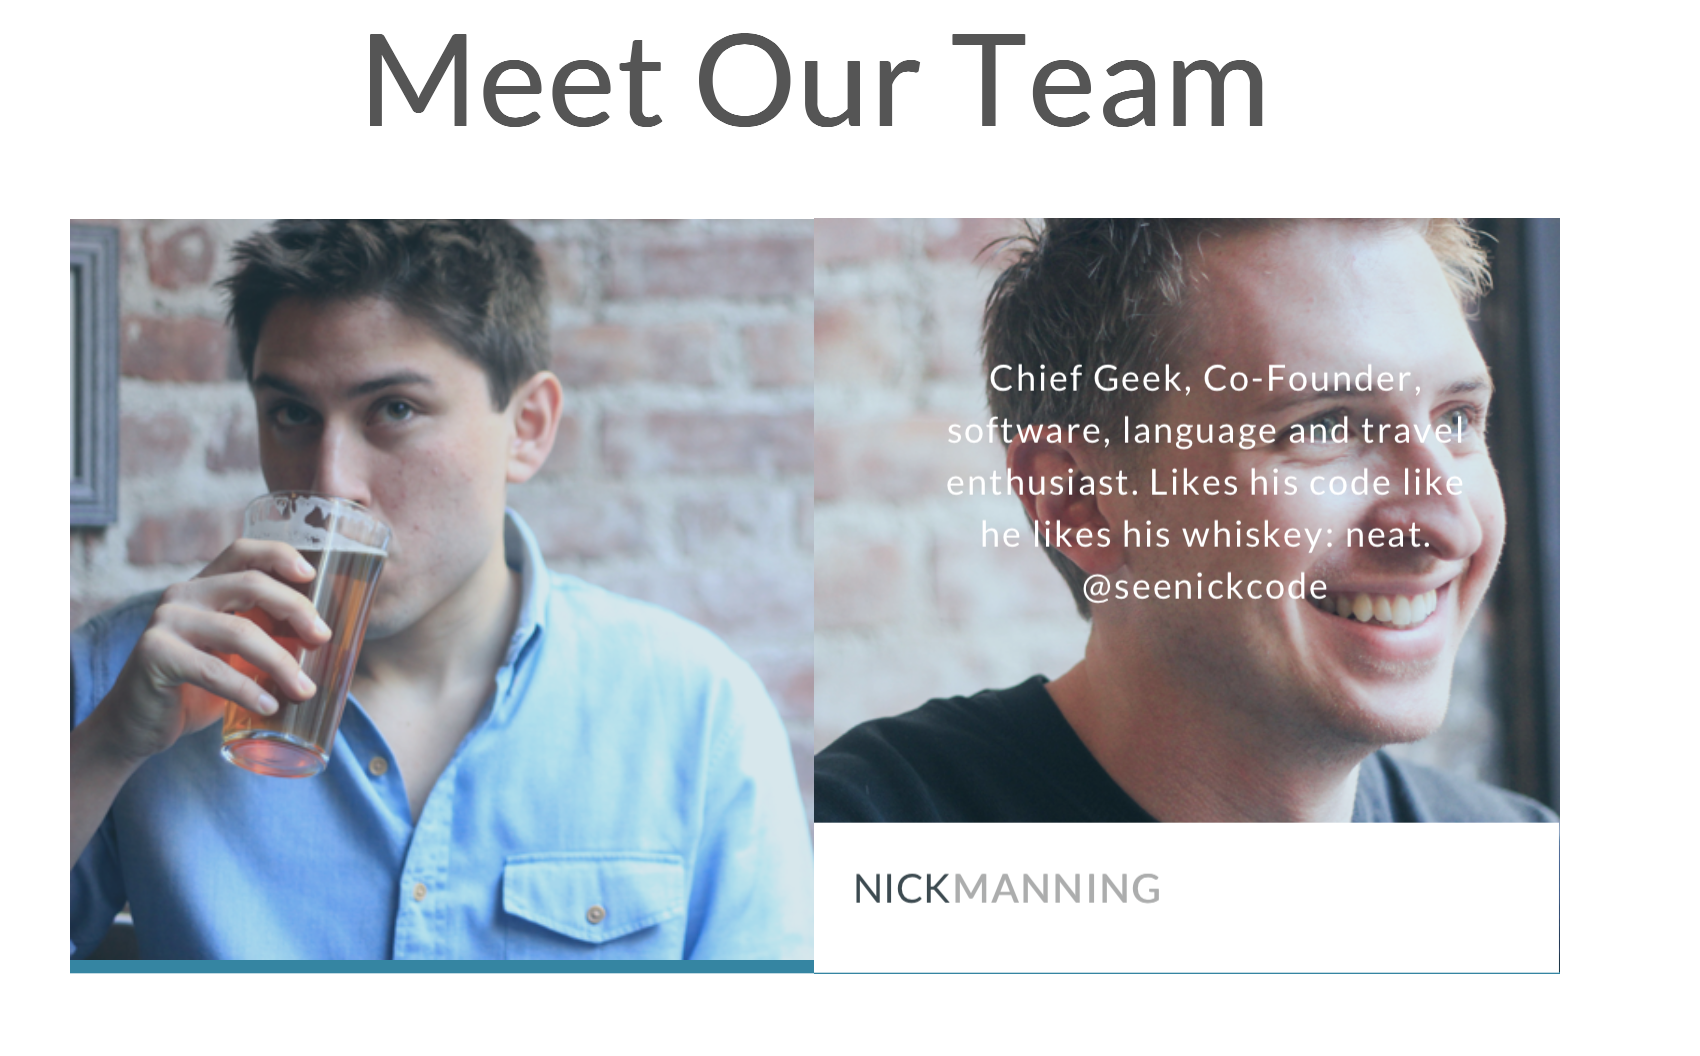 Meet Our Team
Chief Geek, Co-Founder,
software, language and travel
enthusiast. Likes his code like
he likes his whiskey: neat.
@seenickcode
NICKMANNING